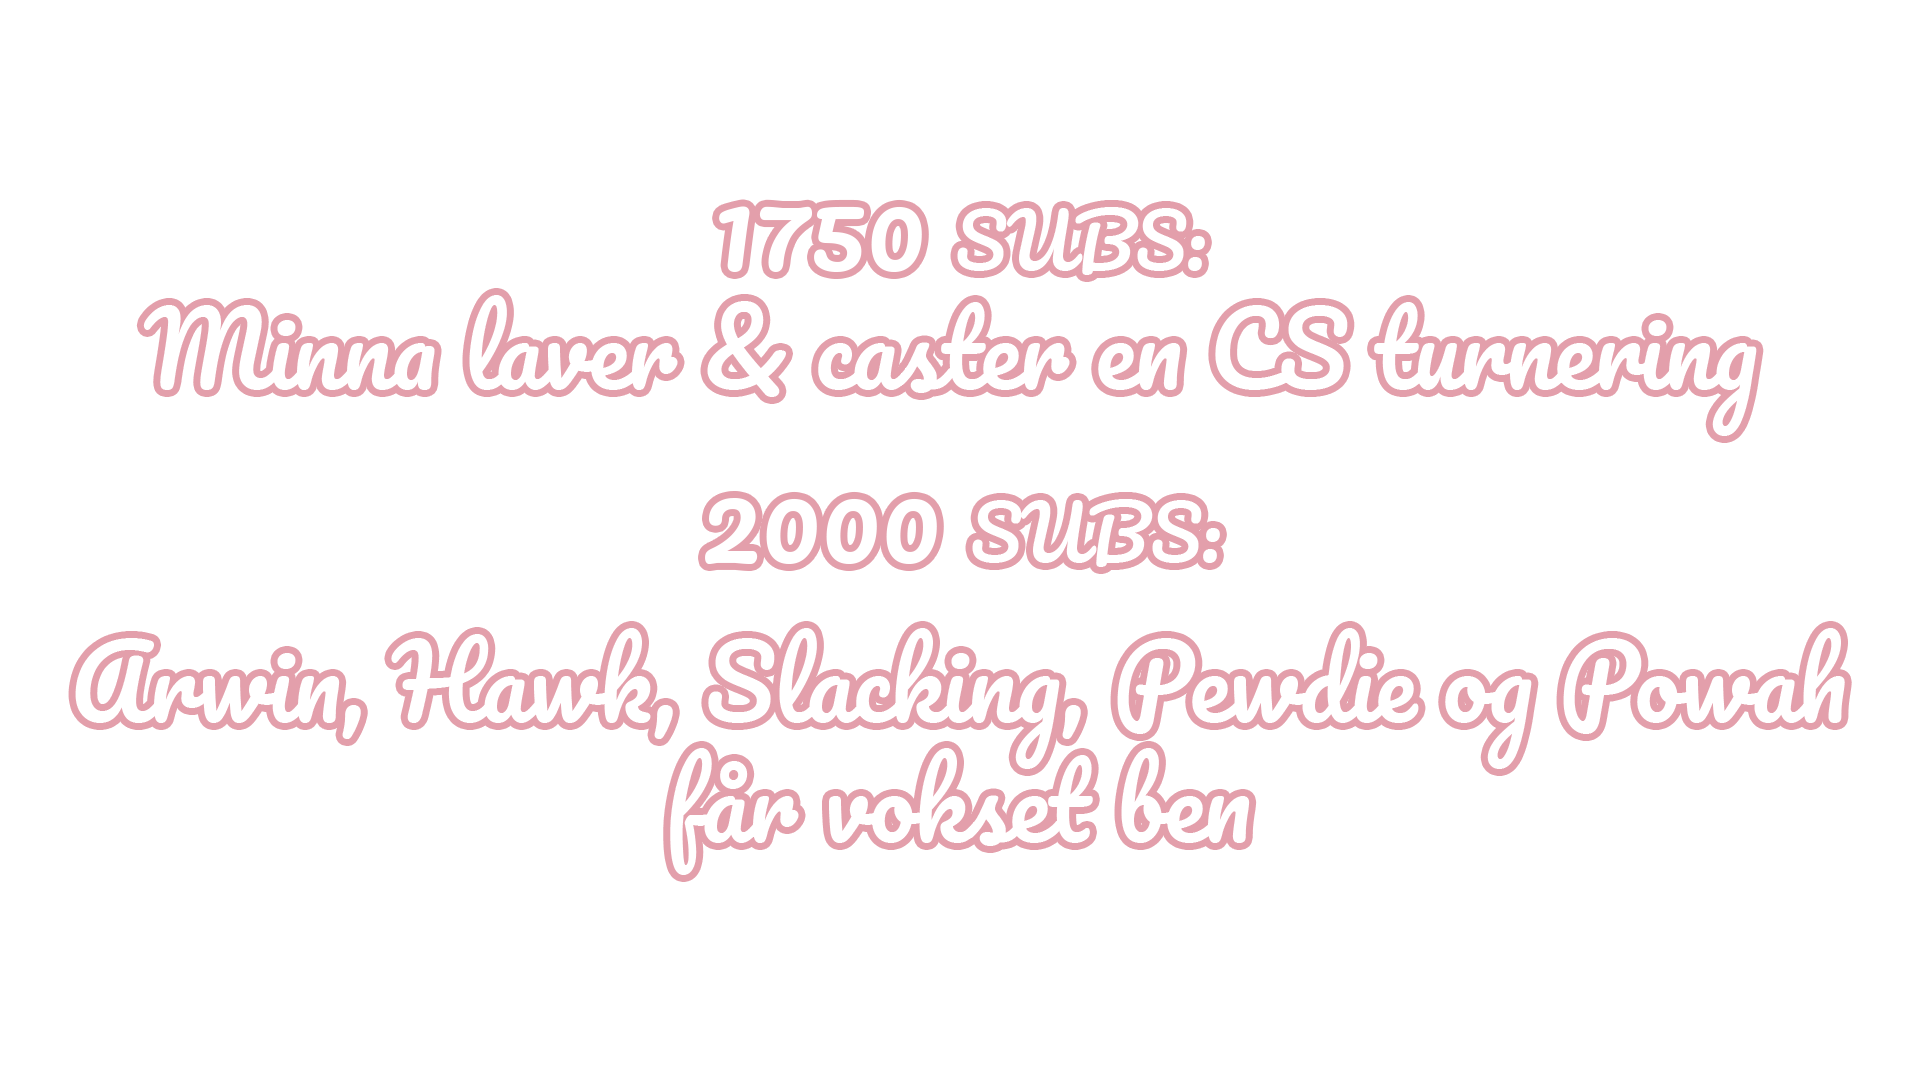 1750 SUBS:
Minna laver & caster en CS turnering
2000 SUBS:
Arwin, Hawk, Slacking, Pewdie og Powah
får vokset ben